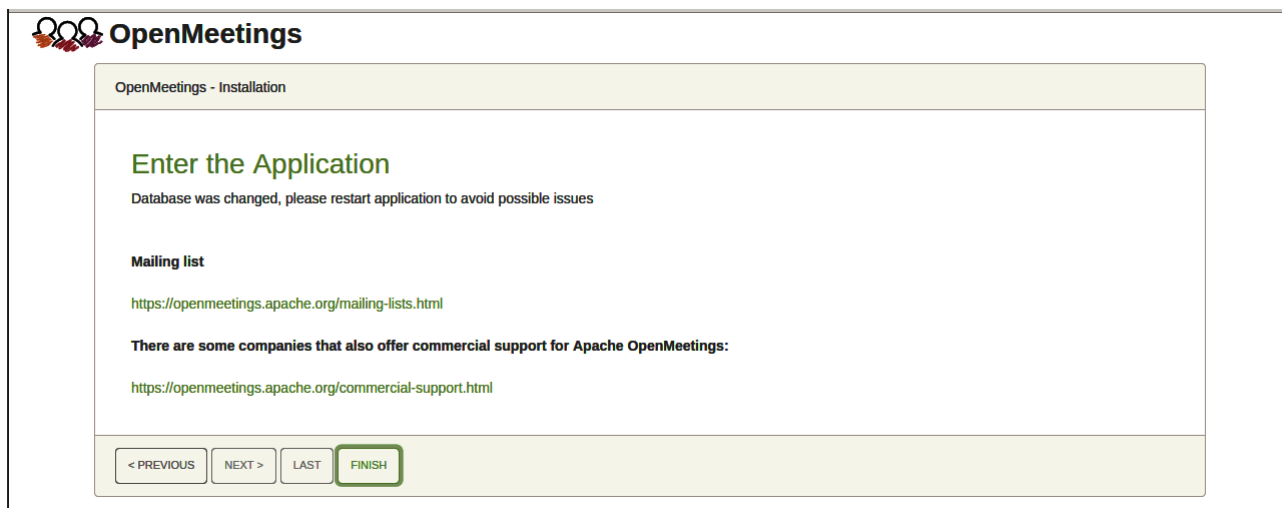 OpenMeetings
OpenMeetings - Installation
Enter the Application
Database was changed, please restart application to avoid possible issues
Mailing list
https://openmeetings.apache.org/mailing-lists.html
There are some companies that also offer commercial support for Apache OpenMeetings:
https://openmeetings.apache.org/commercial-support.html
< PREVIOUS NEXT > LAST FINISH